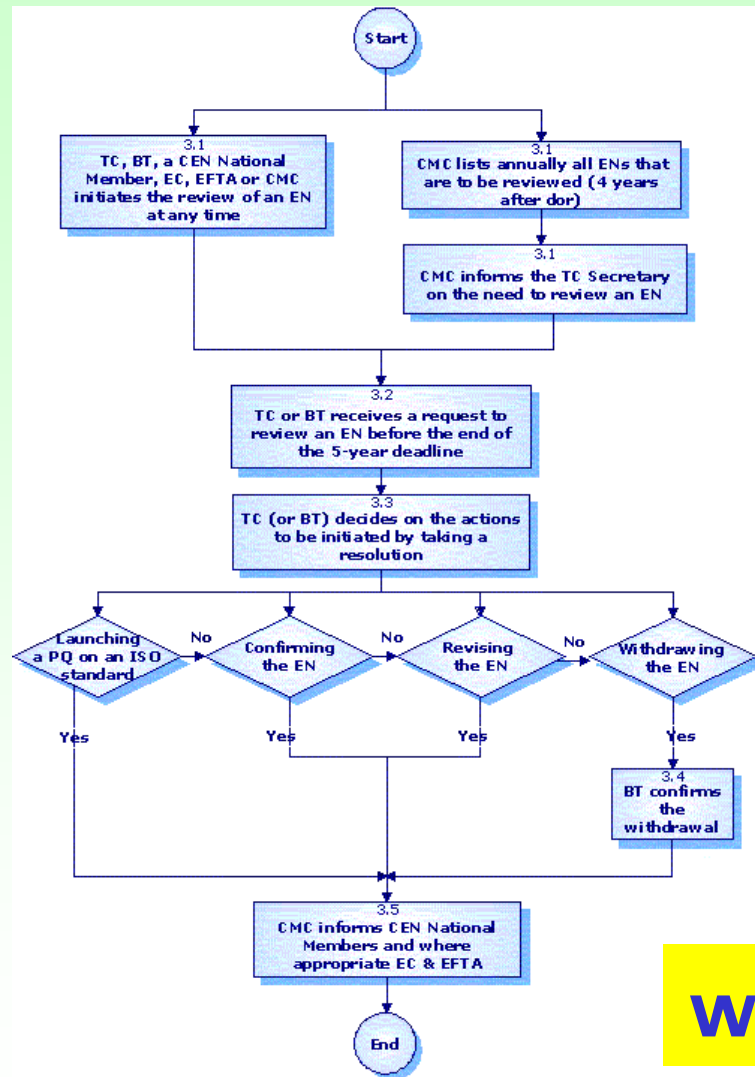 Start
3.1
TC, BT, a CEN National
Member, EC, EFTA or CMC
initiates the review of an EN
at any time
3.1
CMC lists annually all ENs that
are to be reviewed (4 years
after dor)
3.1
CMC informs the TC Secretary
on the need to review an EN
3.2
TC or BT receives a request to
review an EN before the end of
the 5-year deadline
3.3
TC (or BT) decides on the actions
to be initiated by taking a
resolution
Launching
a PQ on an ISO
standard
No
Confirming
the EN
No
Revising
the EN
No
Withdrawing
the EN
Yes
Yes
Yes
Yes
3.4
BT confirms
the
withdrawal
3.5
CMC informs CEN National
Members and where
appropriate EC & EFTA
End
w